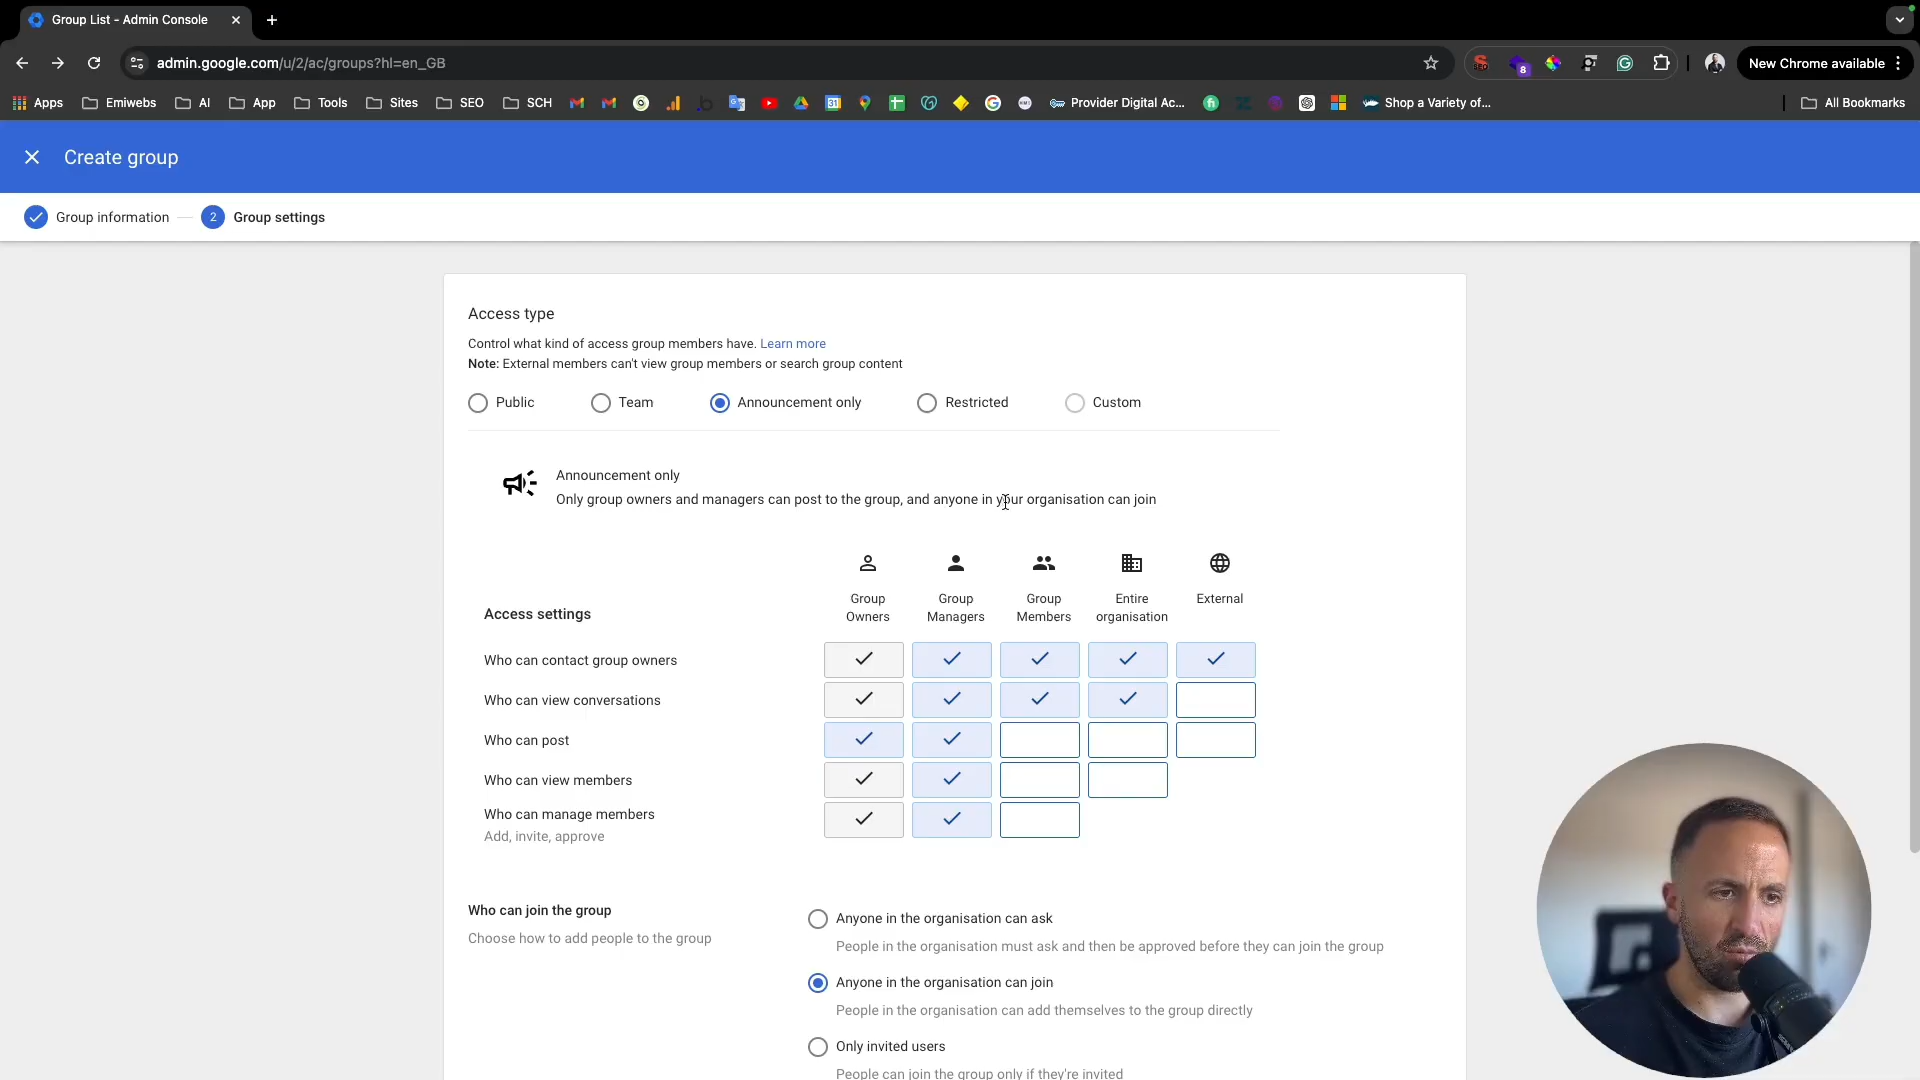 Group List - Admin Console
admin.google.com/u/2/ac/groups?hl=en_GB
SEO
8
New Chrome available
Apps
Emiwebs
AI
App
Tools
Sites
SEO
SCH
31
Provider Digital Ac...
Shop a Variety of...
All Bookmarks
Create group
Group information
2
Group settings
Access type
Control what kind of access group members have. Learn more
Note: External members can't view group members or search group content
Public
Team
Announcement only
Restricted
Custom
Announcement only
Only group owners and managers can post to the group, and anyone in your organisation can join
Access settings
Group Owners
Group Managers
Group Members
Entire organisation
External
Who can contact group owners
Who can view conversations
Who can post
Who can view members
Who can manage members
Add, invite, approve
Who can join the group
Choose how to add people to the group
Anyone in the organisation can ask
People in the organisation must ask and then be approved before they can join the group
Anyone in the organisation can join
People in the organisation can add themselves to the group directly
Only invited users
People can join the group only if they're invited